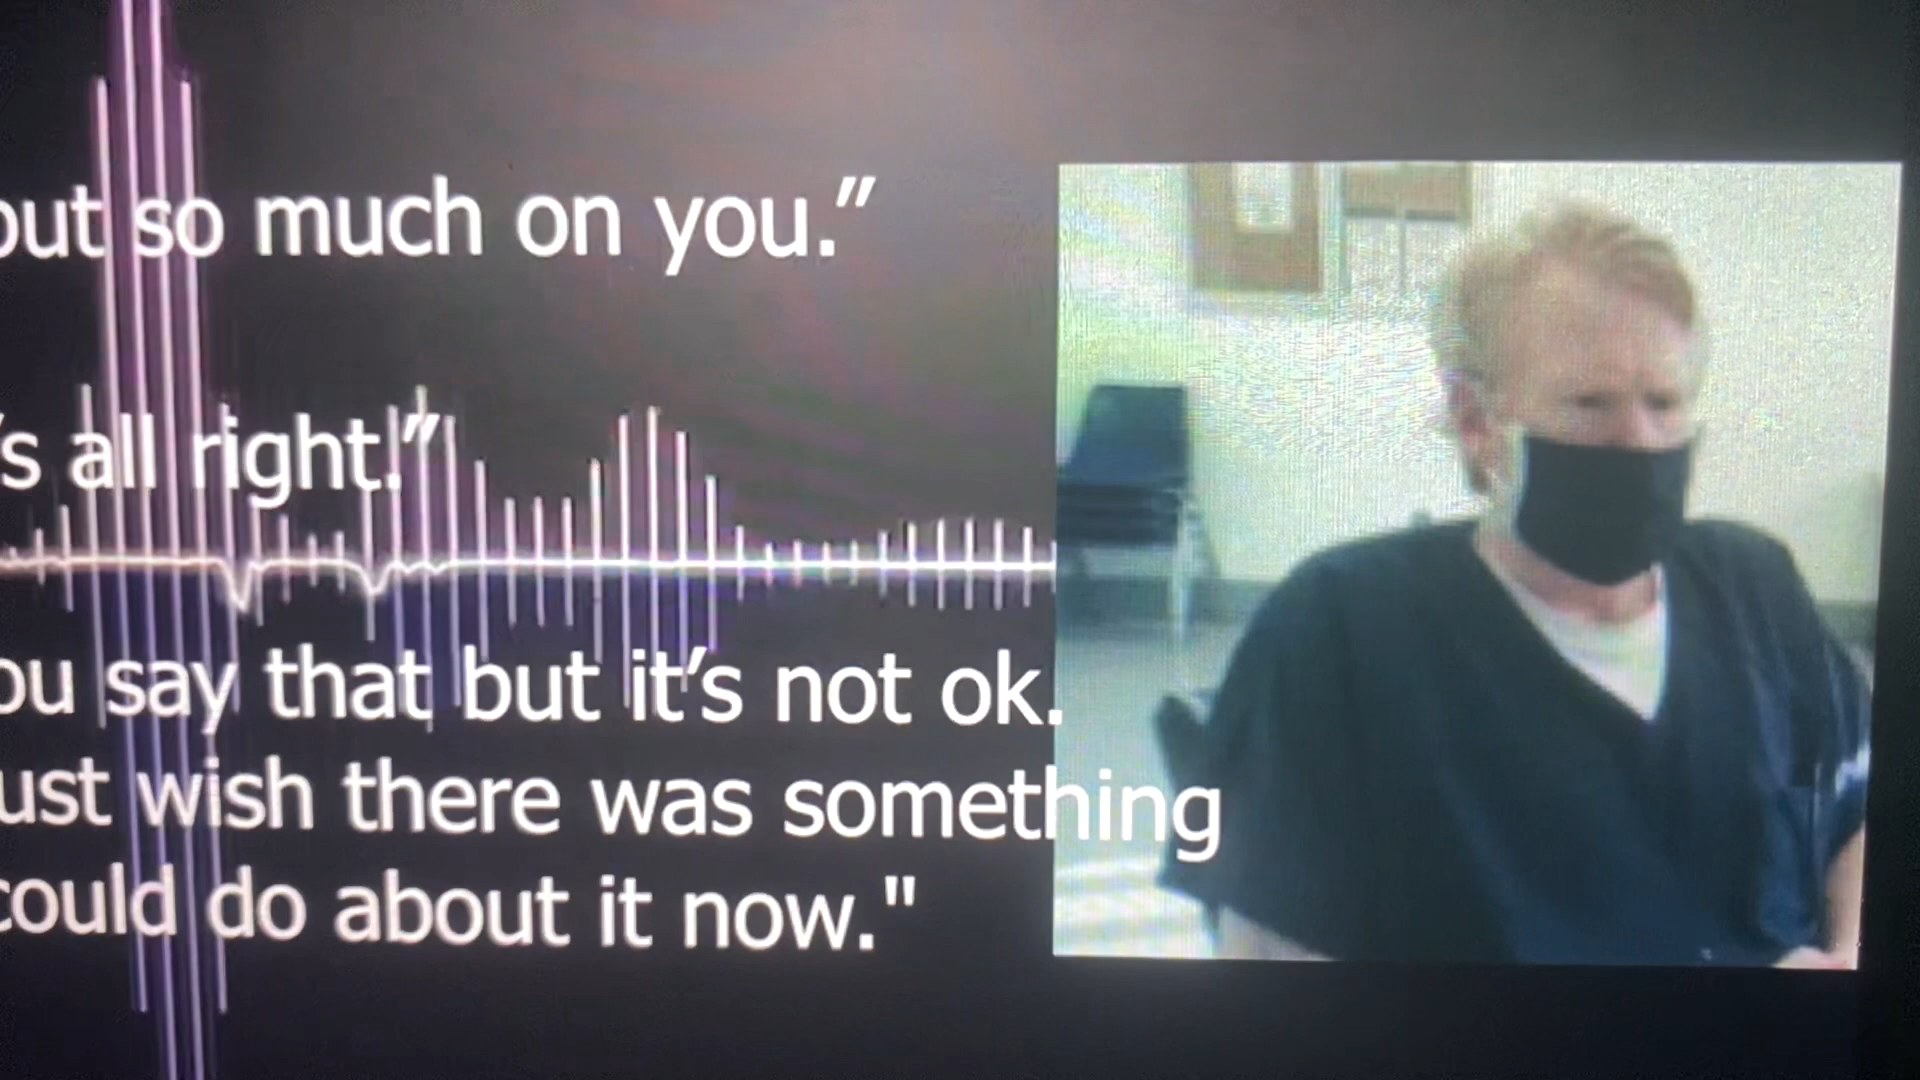 out so much on you.”
’s all right.”
ou say that but it’s not ok.
ust wish there was something
could do about it now."